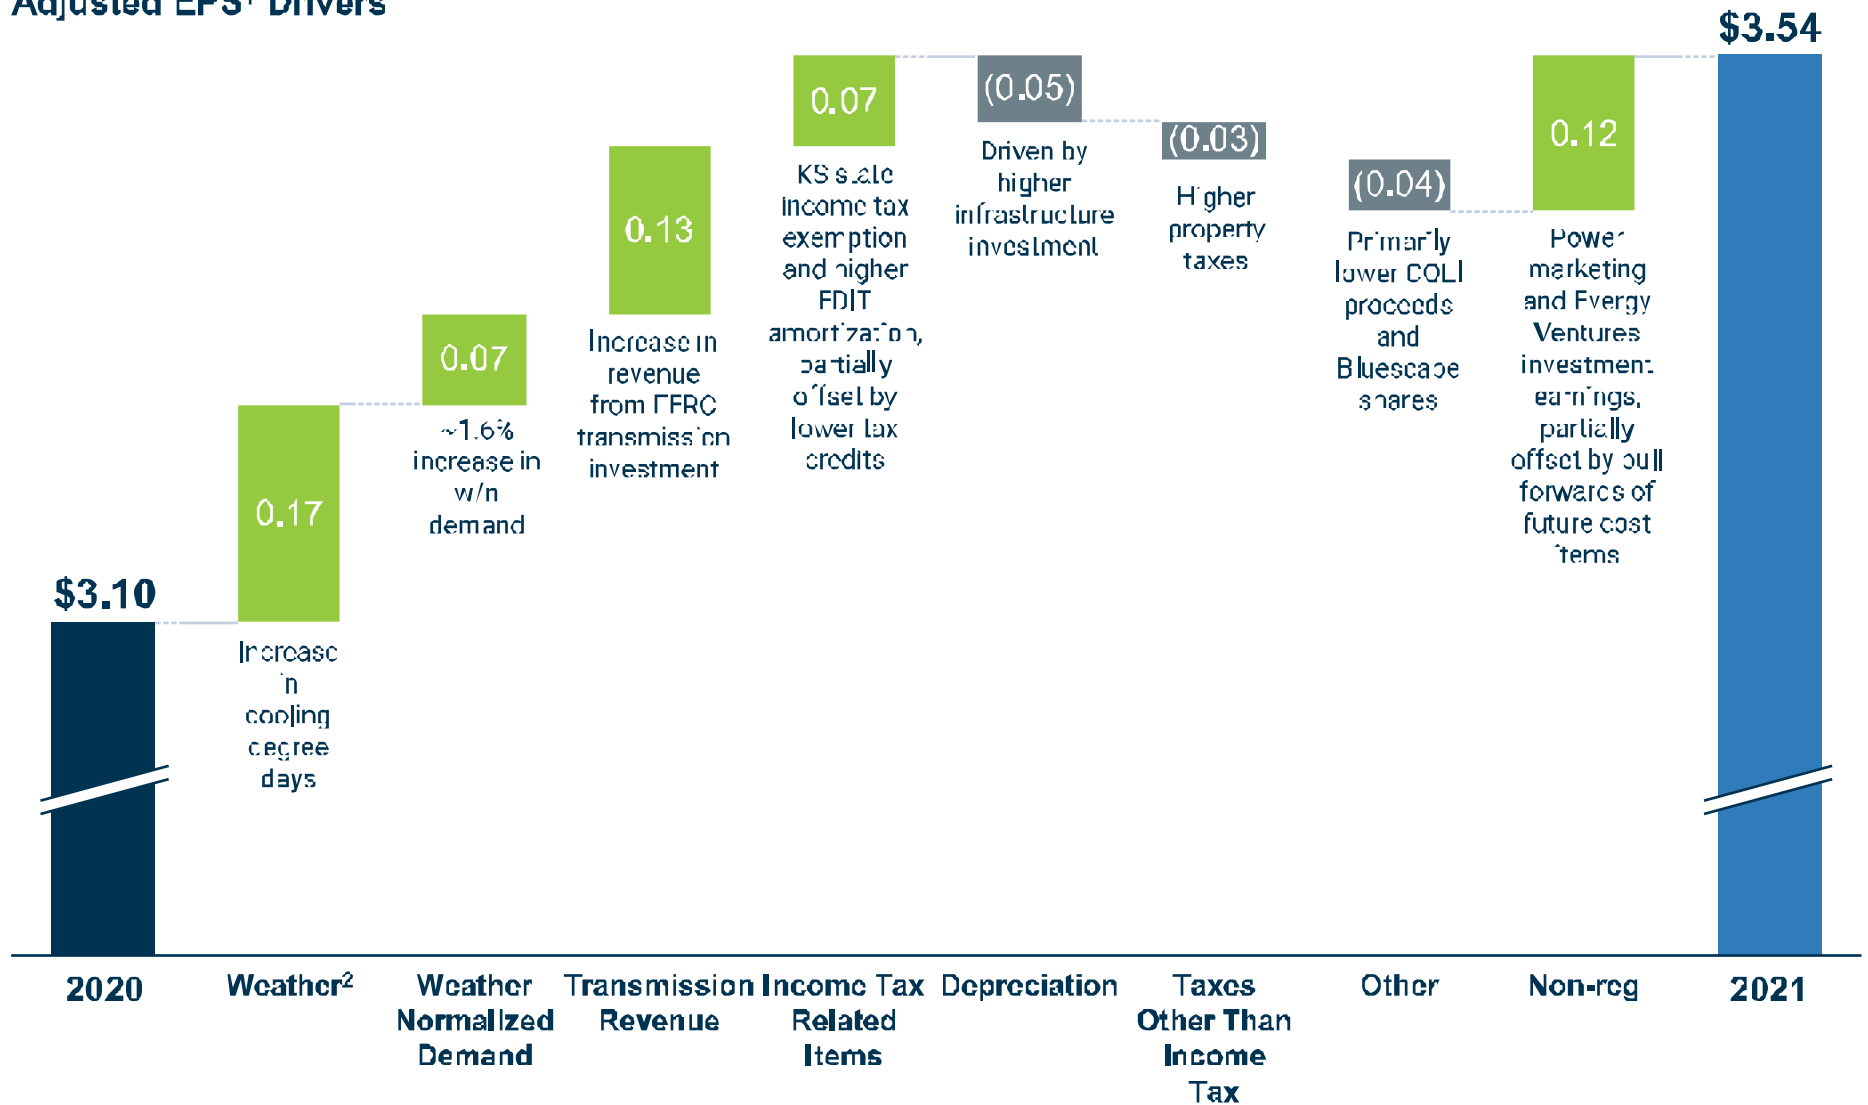 Adjusted EPS¹ Drivers
$3.10
0.17
Increase
in
cooling
degree
days
0.07
~1.6%
increase in
w/n
demand
0.13
Increase in
revenue
from FERC
transmission
investment
0.07
KS state
income tax
exemption
and higher
EDIT
amortization,
partially
offset by
lower tax
credits
(0.05)
Driven by
higher
infrastructure
investment
(0.03)
Higher
property
taxes
(0.04)
Primarily
lower COLI
proceeds
and
Bluescape
shares
0.12
Power
marketing
and Evergy
Ventures
investment
earnings,
partially
offset by pull
forwards of
future cost
items
$3.54
2020
Weather²
Weather
Normalized
Demand
Transmission
Revenue
Income Tax
Related
Items
Depreciation
Taxes
Other Than
Income
Tax
Other
Non-reg
2021